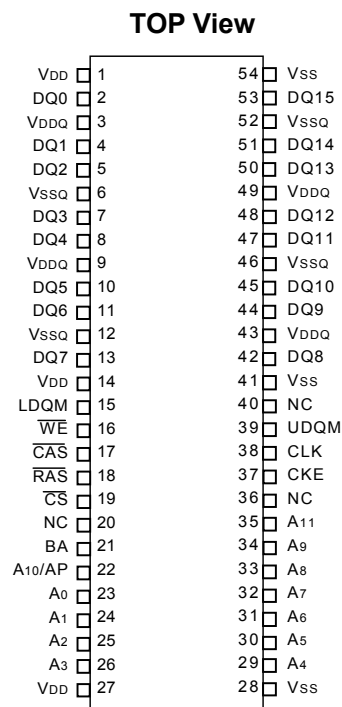 TOP View
VDD 1 54 VSS
DQ0 2 53 DQ15
VDDQ 3 52 VSSQ
DQ1 4 51 DQ14
DQ2 5 50 DQ13
VSSQ 6 49 VDDQ
DQ3 7 48 DQ12
DQ4 8 47 DQ11
VDDQ 9 46 VSSQ
DQ5 10 45 DQ10
DQ6 11 44 DQ9
VSSQ 12 43 VDDQ
DQ7 13 42 DQ8
VDD 14 41 VSS
LDQM 15 40 NC
W̅E̅ 16 39 UDQM
C̅A̅S̅ 17 38 CLK
R̅A̅S̅ 18 37 CKE
C̅S̅ 19 36 NC
NC 20 35 A11
BA 21 34 A9
A10/AP 22 33 A8
A0 23 32 A7
A1 24 31 A6
A2 25 30 A5
A3 26 29 A4
VDD 27 28 VSS